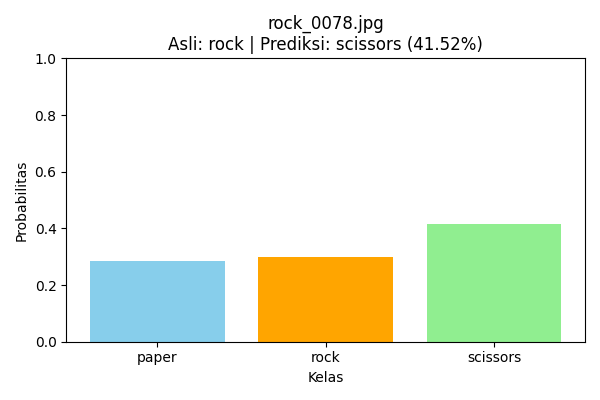 rock_0078.jpg
Asli: rock | Prediksi: scissors (41.52%)
1.0
0.8
0.6
0.4
0.2
0.0
Probabilitas
paper
rock
scissors
Kelas